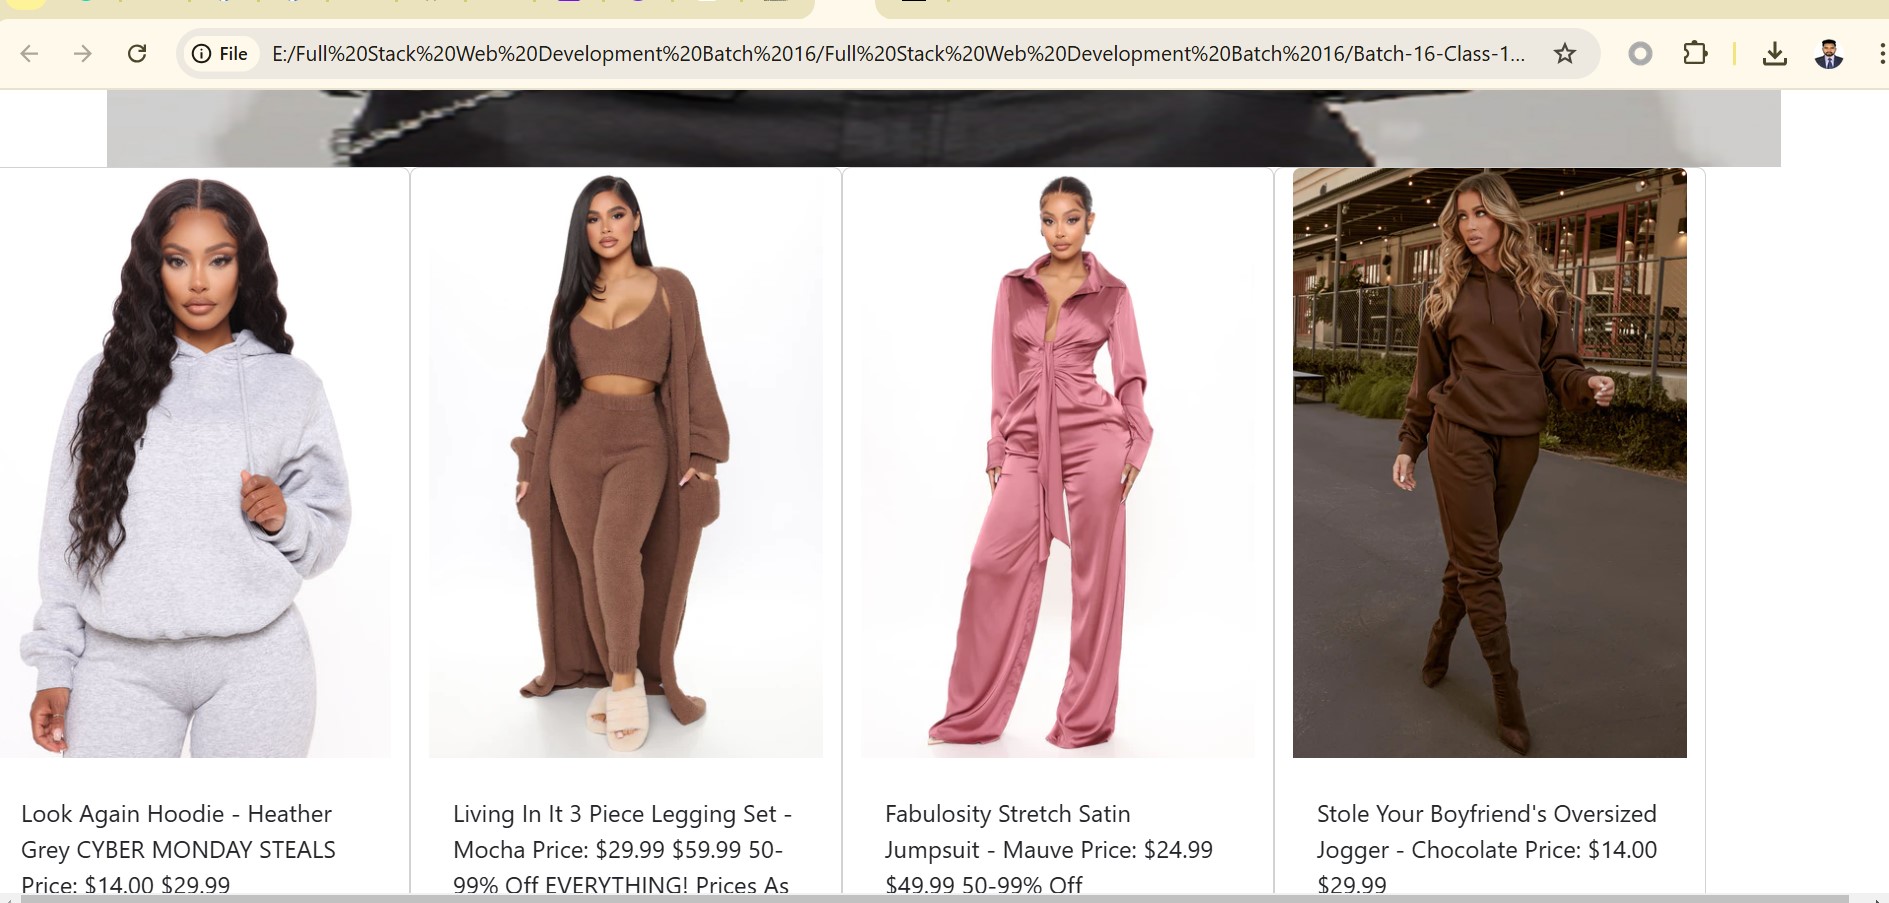 File
E:/Full%20Stack%20Web%20Development%20Batch%2016/Full%20Stack%20Web%20Development%20Batch%2016/Batch-16-Class-1...
Look Again Hoodie - Heather
Grey CYBER MONDAY STEALS
Price: $14.00 $29.99
Living In It 3 Piece Legging Set -
Mocha Price: $29.99 $59.99 50-
99% Off EVERYTHING! Prices As
Fabulosity Stretch Satin
Jumpsuit - Mauve Price: $24.99
$49.99 50-99% Off
Stole Your Boyfriend's Oversized
Jogger - Chocolate Price: $14.00
$29.99